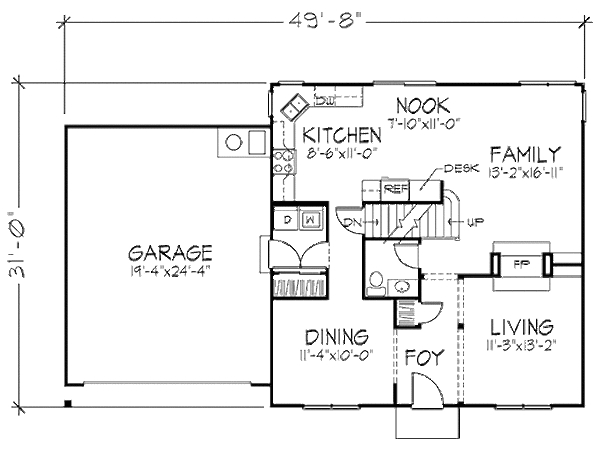 49'-8"
31'-0"
DW
NOOK
7'-10"x11'-0"
KITCHEN
8'-6"x11'-0"
FAMILY
13'-2"x16'-11"
DESK
REF
D
W
DN
UP
GARAGE
19'-4"x24'-4"
FP
DINING
11'-4"x10'-0"
FOY
LIVING
11'-3"x13'-2"